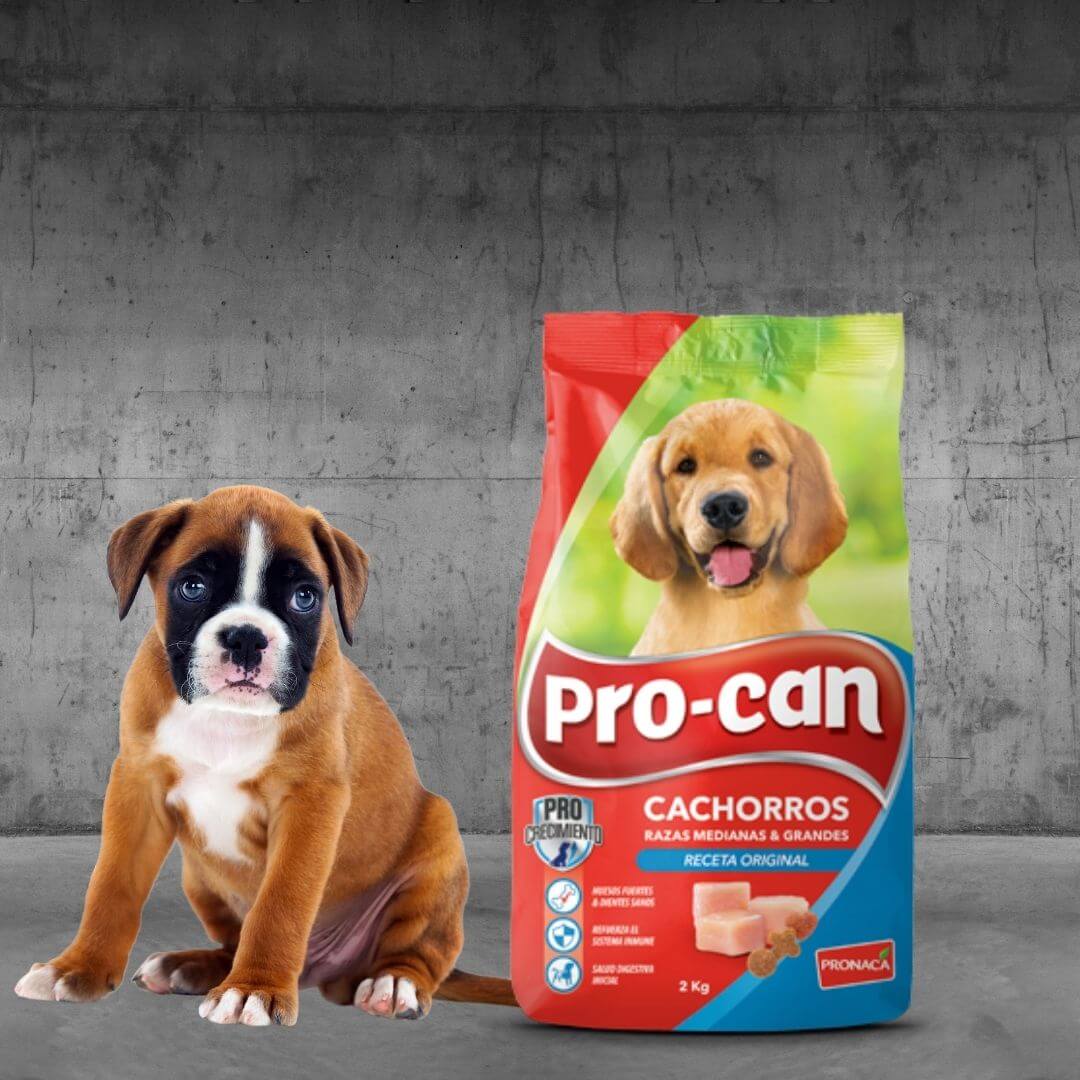 Pro-can
CACHORROS
RAZAS MEDIANAS & GRANDES
RECETA ORIGINAL
PRO
CRECIMIENTO
HUESOS FUERTES
& DIENTES SANOS
REFUERZA EL
SISTEMA INMUNE
SALUD DIGESTIVA
INICIAL
2 Kg
PRONACA